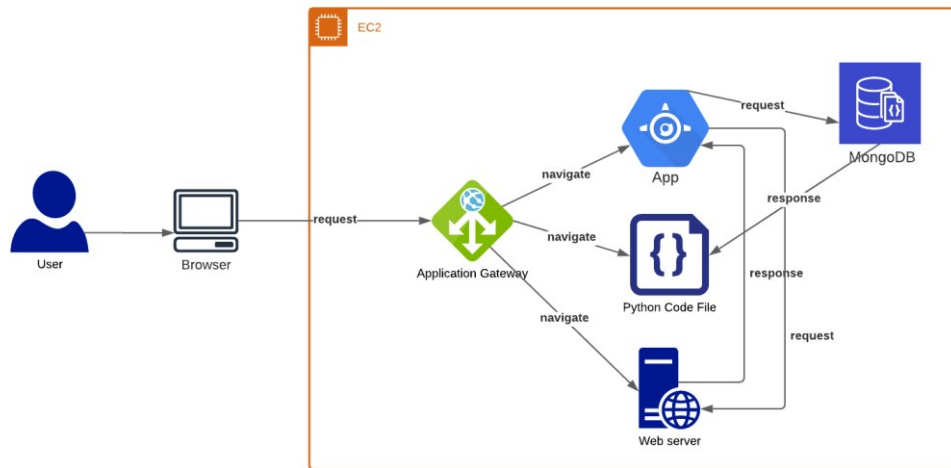 EC2
request
MongoDB
App
navigate
response
request
navigate
Application Gateway
User
Browser
Python Code File
response
navigate
request
Web server